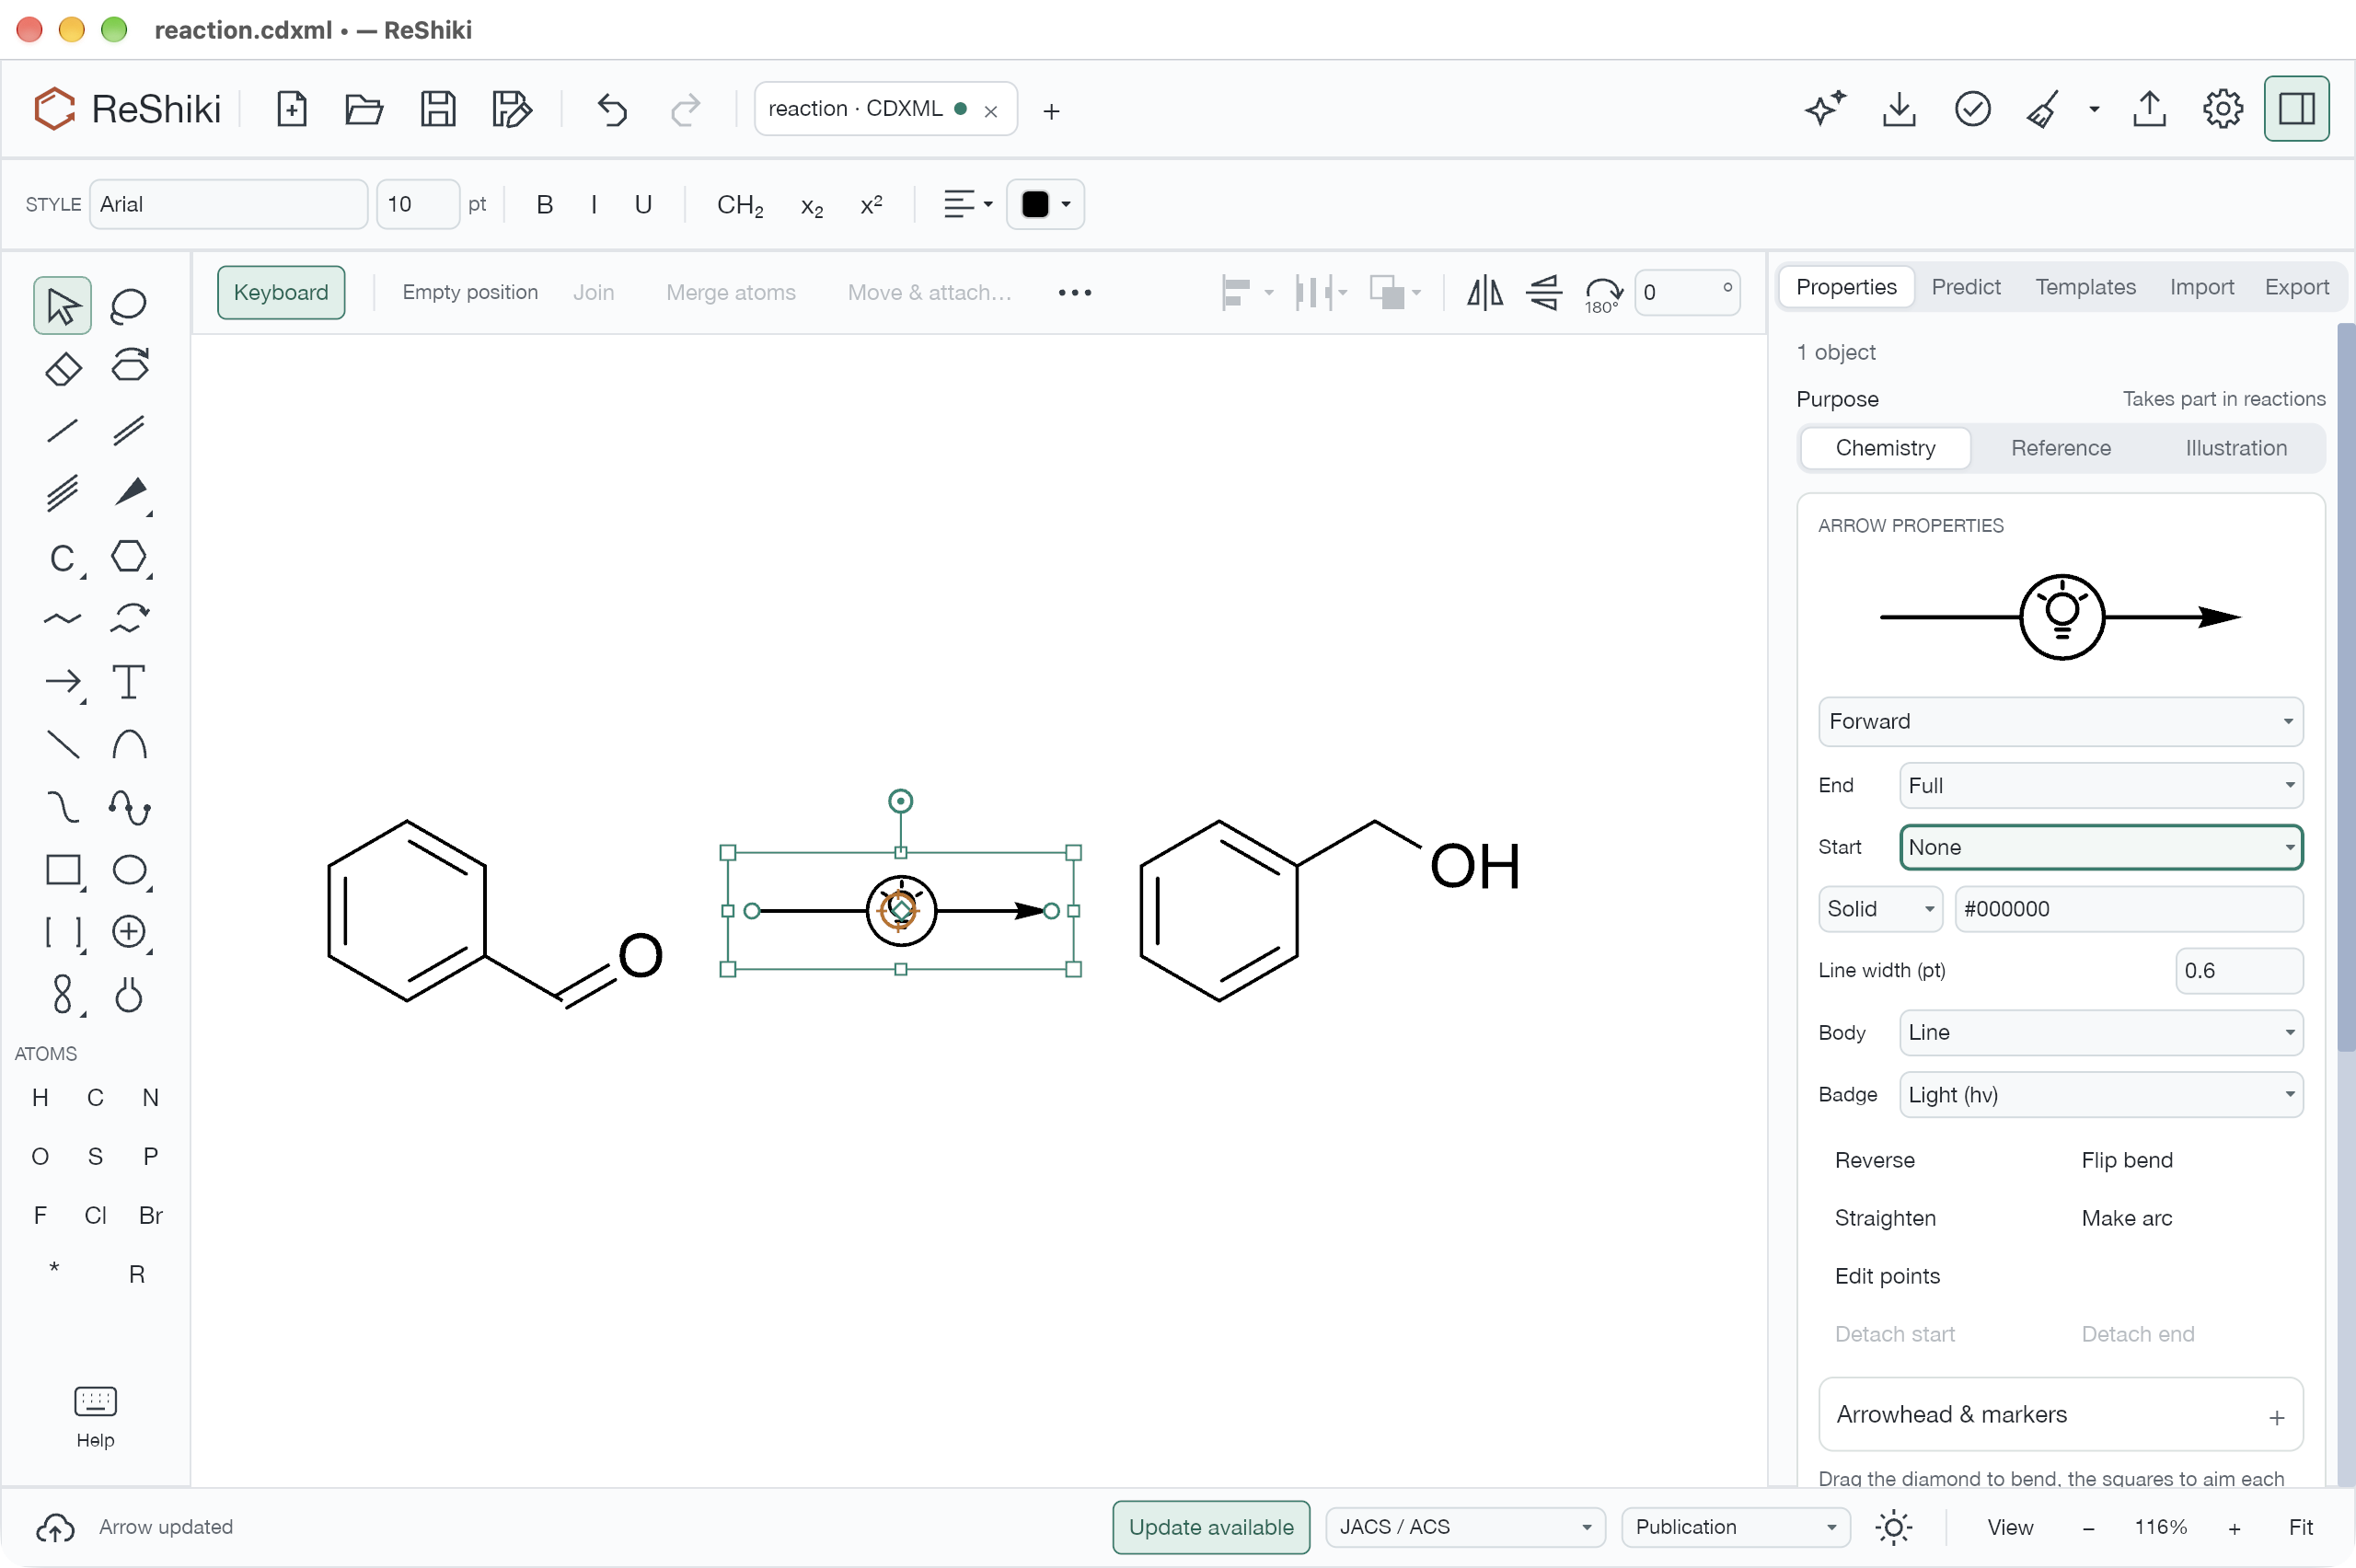 reaction.cdxml • — ReShiki
ReShiki
reaction · CDXML
STYLE Arial 10 pt B I U CH₂ x₂ x²
Keyboard Empty position Join Merge atoms Move & attach... 180° 0 °
Properties Predict Templates Import Export
1 object
Purpose Takes part in reactions
Chemistry Reference Illustration
ARROW PROPERTIES
Forward
End Full
Start None
Solid #000000
Line width (pt) 0.6
Body Line
Badge Light (hv)
Reverse Flip bend
Straighten Make arc
Edit points
Detach start Detach end
Arrowhead & markers +
Drag the diamond to bend, the squares to aim each
C
T
ATOMS
H C N
O S P
F Cl Br
* R
Help
O
OH
Arrow updated
Update available JACS / ACS Publication View − 116% + Fit